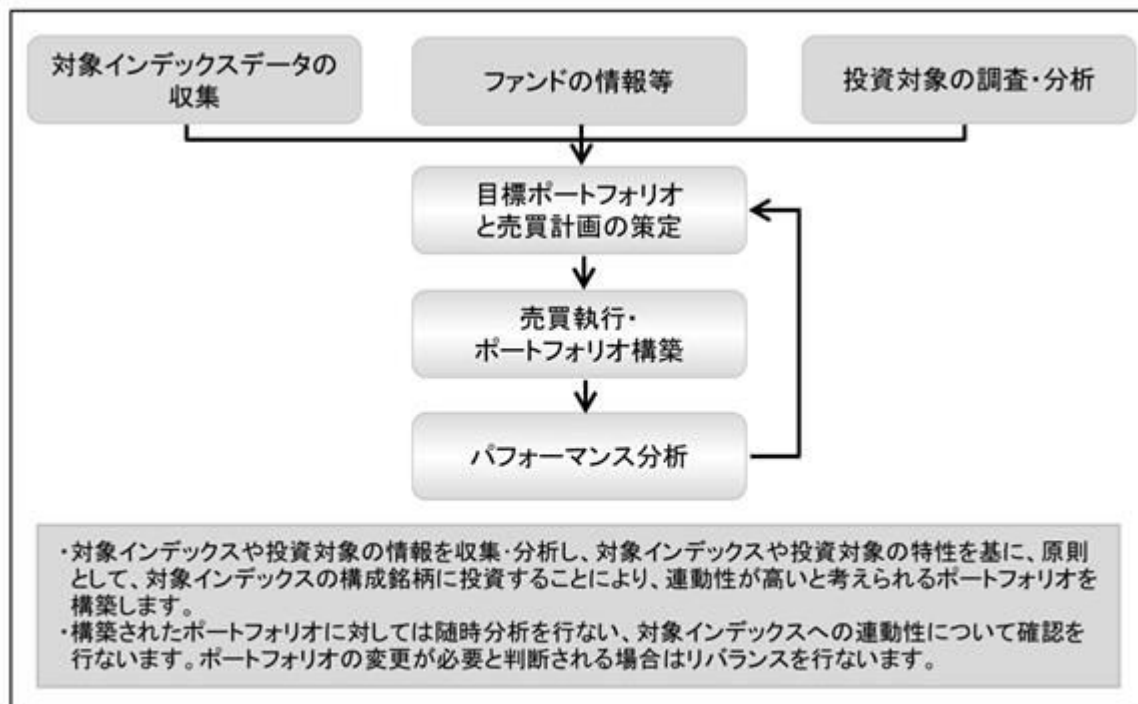 対象インデックスデータの
収集
ファンドの情報等
投資対象の調査・分析
目標ポートフォリオ
と売買計画の策定
売買執行・
ポートフォリオ構築
パフォーマンス分析
・対象インデックスや投資対象の情報を収集・分析し、対象インデックスや投資対象の特性を基に、原則
として、対象インデックスの構成銘柄に投資することにより、連動性が高いと考えられるポートフォリオを
構築します。
・構築されたポートフォリオに対しては随時分析を行ない、対象インデックスへの連動性について確認を
行ないます。ポートフォリオの変更が必要と判断される場合はリバランスを行ないます。